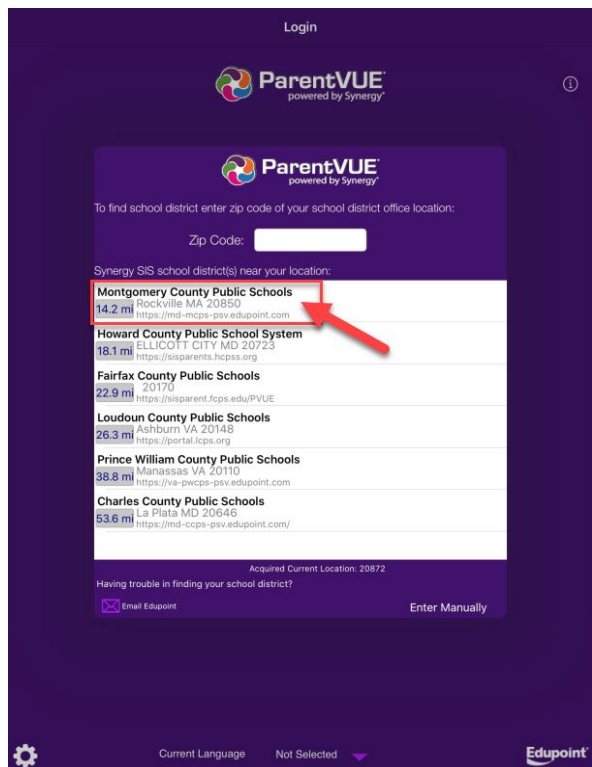 Login
ParentVUE
powered by Synergy
ParentVUE
powered by Synergy
To find school district enter zip code of your school district office location:
Zip Code:
Synergy SIS school district(s) near your location:
Montgomery County Public Schools
14.2 mi Rockville MA 20850
https://md-mcps-psv.edupoint.com
Howard County Public School System
18.1 mi ELLICOTT CITY MD 20723
https://sisparents.hcpss.org
Fairfax County Public Schools
22.9 mi 20170
https://sisparent.fcps.edu/PVUE
Loudoun County Public Schools
26.3 mi Ashburn VA 20148
https://portal.lcps.org
Prince William County Public Schools
38.8 mi Manassas VA 20110
https://va-pwcps-psv.edupoint.com
Charles County Public Schools
53.6 mi La Plata MD 20646
https://md-ccps-psv.edupoint.com/
Acquired Current Location: 20872
Having trouble in finding your school district?
Email Edupoint
Enter Manually
Current Language Not Selected
Edupoint